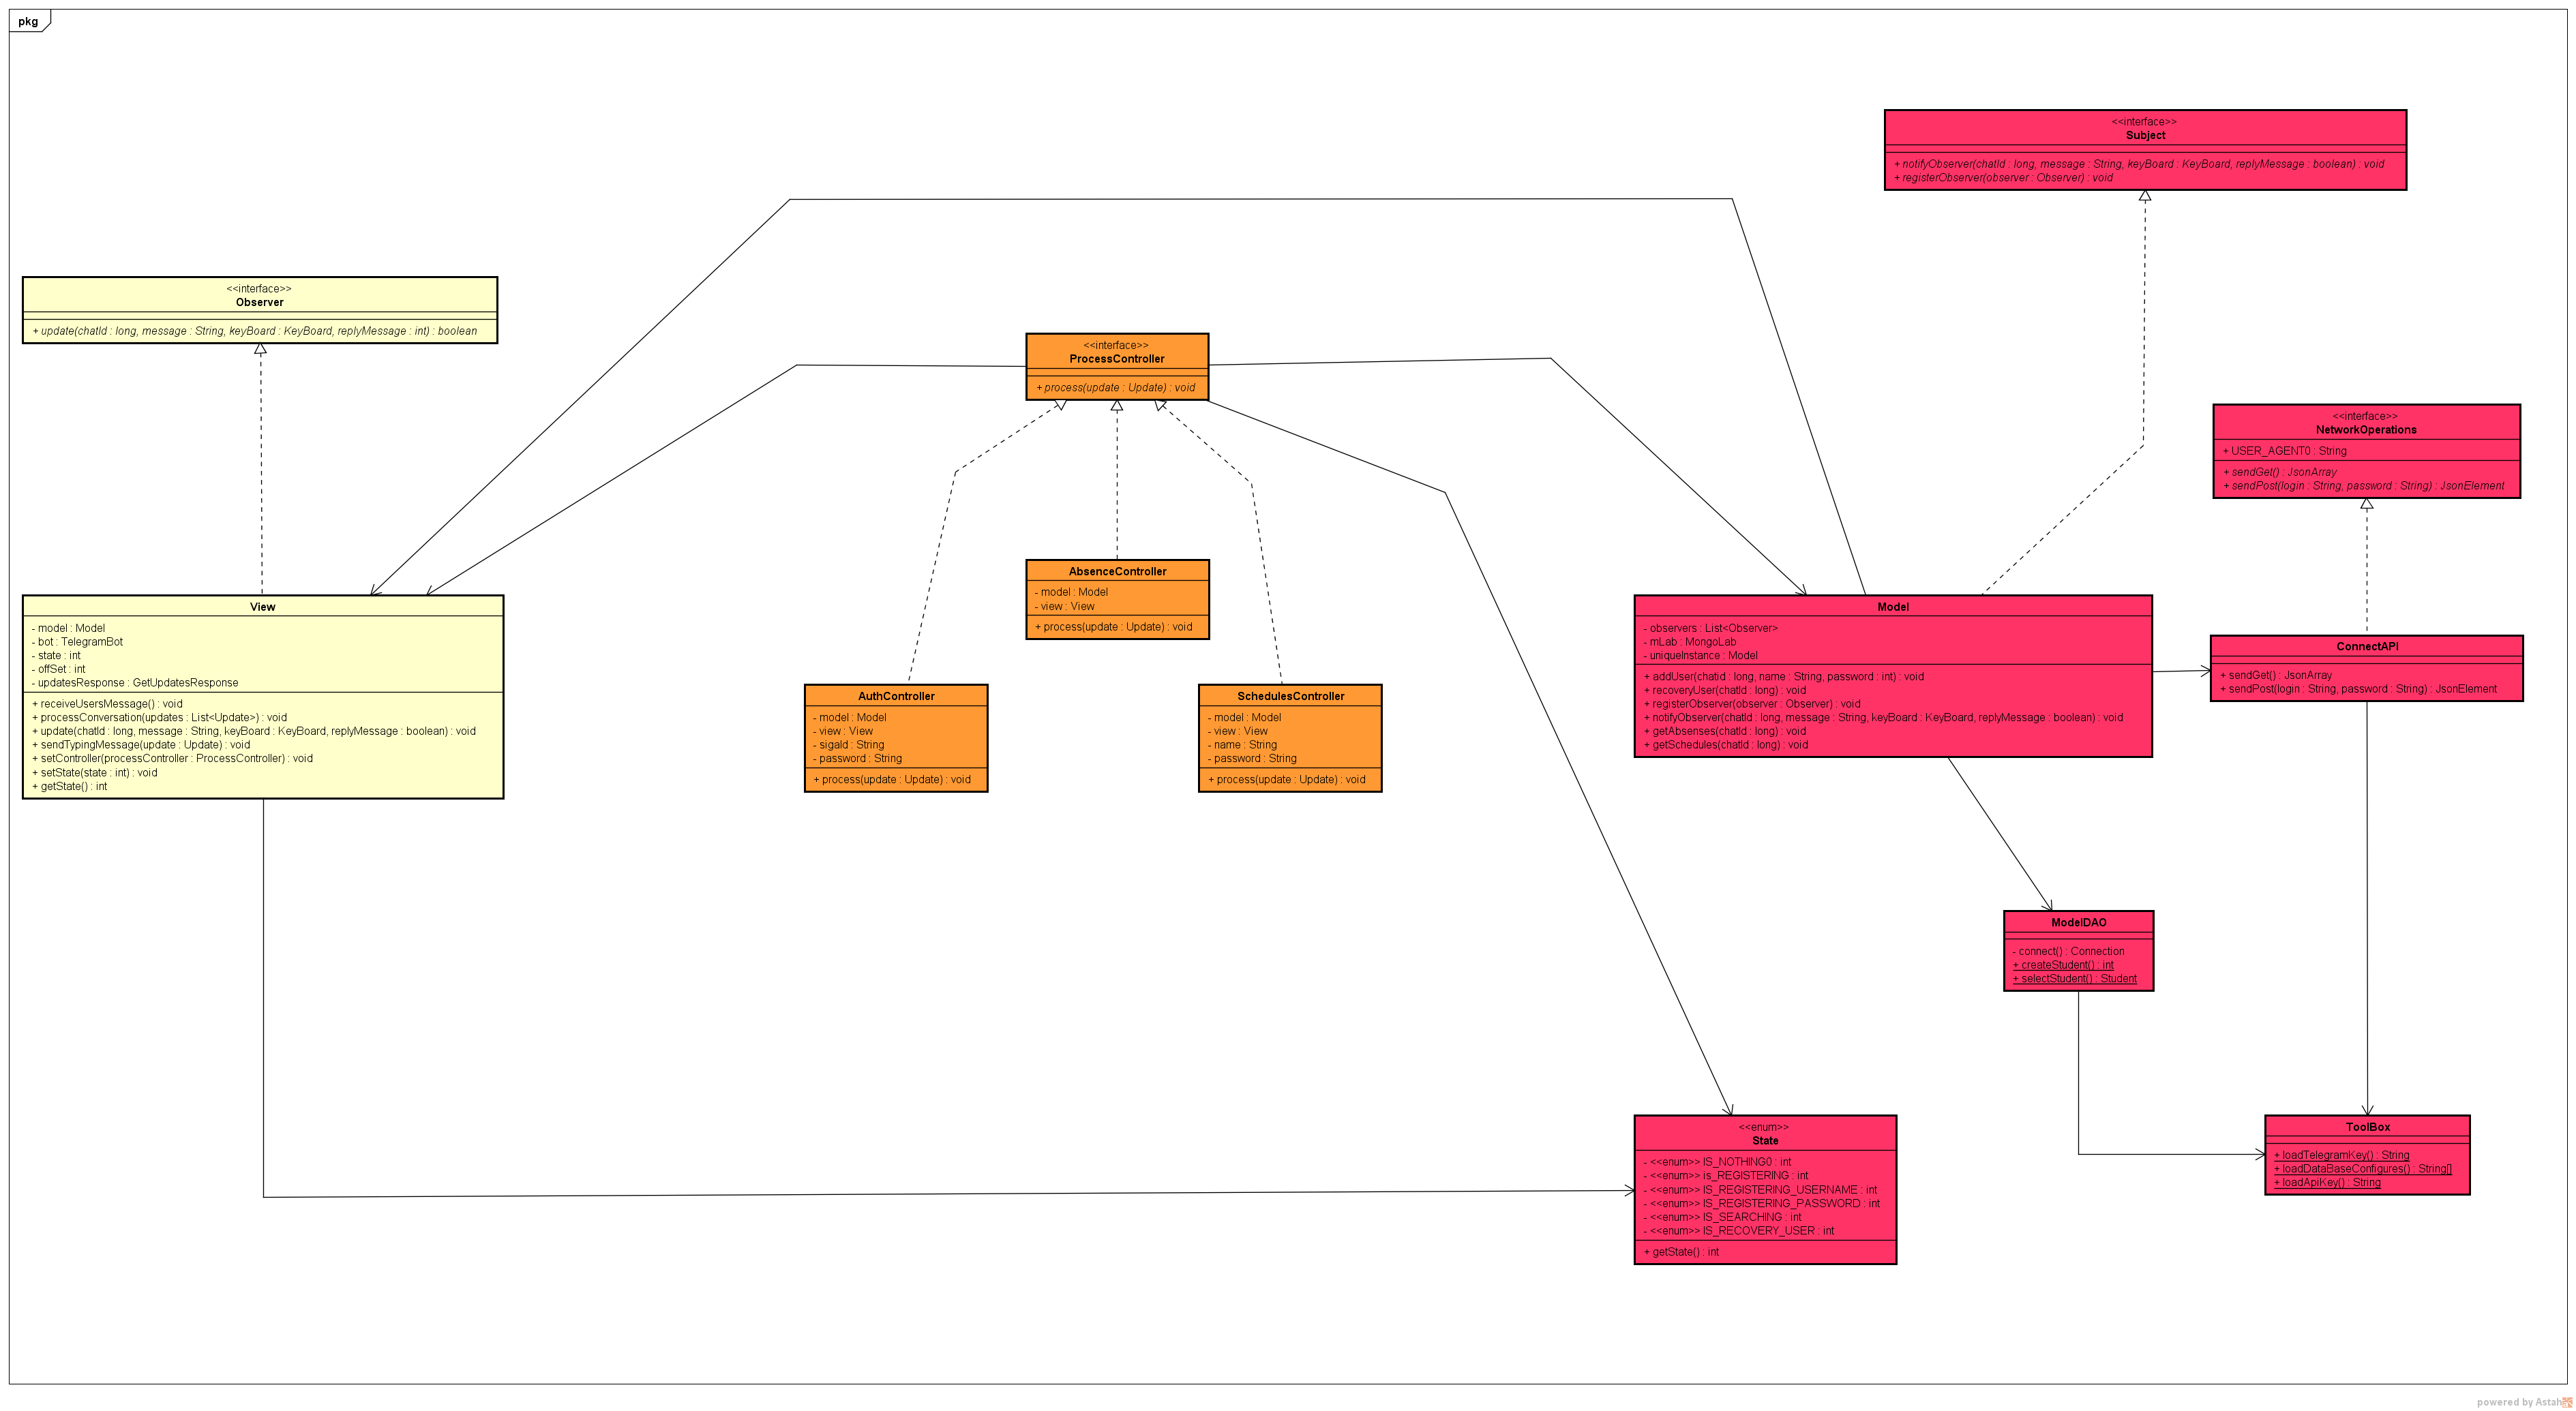 pkg
<<interface>>
Subject
+ notifyObserver(chatId : long, message : String, keyBoard : KeyBoard, replyMessage : boolean) : void
+ registerObserver(observer : Observer) : void
<<interface>>
Observer
+ update(chatId : long, message : String, keyBoard : KeyBoard, replyMessage : int) : boolean
<<interface>>
ProcessController
+ process(update : Update) : void
<<interface>>
NetworkOperations
+ USER_AGENT0 : String
+ sendGet() : JsonArray
+ sendPost(login : String, password : String) : JsonElement
View
- model : Model
- bot : TelegramBot
- state : int
- offSet : int
- updatesResponse : GetUpdatesResponse
+ receiveUsersMessage() : void
+ processConversation(updates : List<Update>) : void
+ update(chatId : long, message : String, keyBoard : KeyBoard, replyMessage : boolean) : void
+ sendTypingMessage(update : Update) : void
+ setController(processController : ProcessController) : void
+ setState(state : int) : void
+ getState() : int
AbsenceController
- model : Model
- view : View
+ process(update : Update) : void
AuthController
- model : Model
- view : View
- sigaId : String
- password : String
+ process(update : Update) : void
SchedulesController
- model : Model
- view : View
- name : String
- password : String
+ process(update : Update) : void
Model
- observers : List<Observer>
- mLab : MongoLab
- uniqueInstance : Model
+ addUser(chatid : long, name : String, password : int) : void
+ recoveryUser(chatId : long) : void
+ registerObserver(observer : Observer) : void
+ notifyObserver(chatId : long, message : String, keyBoard : KeyBoard, replyMessage : boolean) : void
+ getAbsenses(chatId : long) : void
+ getSchedules(chatId : long) : void
ConnectAPI
+ sendGet() : JsonArray
+ sendPost(login : String, password : String) : JsonElement
ModelDAO
- connect() : Connection
+ createStudent() : int
+ selectStudent() : Student
<<enum>>
State
- <<enum>> IS_NOTHING0 : int
- <<enum>> is_REGISTERING : int
- <<enum>> IS_REGISTERING_USERNAME : int
- <<enum>> IS_REGISTERING_PASSWORD : int
- <<enum>> IS_SEARCHING : int
- <<enum>> IS_RECOVERY_USER : int
+ getState() : int
ToolBox
+ loadTelegramKey() : String
+ loadDataBaseConfigures() : String[]
+ loadApiKey() : String
powered by Astah